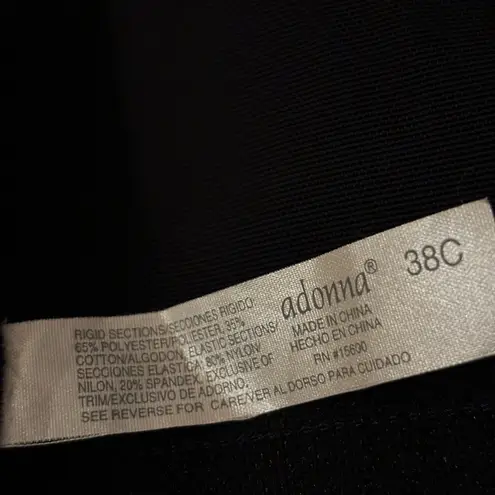 RIGID SECTIONS/SECCIONES RIGIDO
65% POLYESTER/POLIESTER, 35%
COTTON/ALGODON, ELASTIC SECTIONS/
SECCIONES ELASTICA, 80% NYLON/
NILON, 20% SPANDEX, EXCLUSIVE OF
TRIM/EXCLUSIVO DE ADORNO.
SEE REVERSE FOR CARE/VER AL DORSO PARA CUIDADO
adonna®
MADE IN CHINA
HECHO EN CHINA
RN #15600
38C